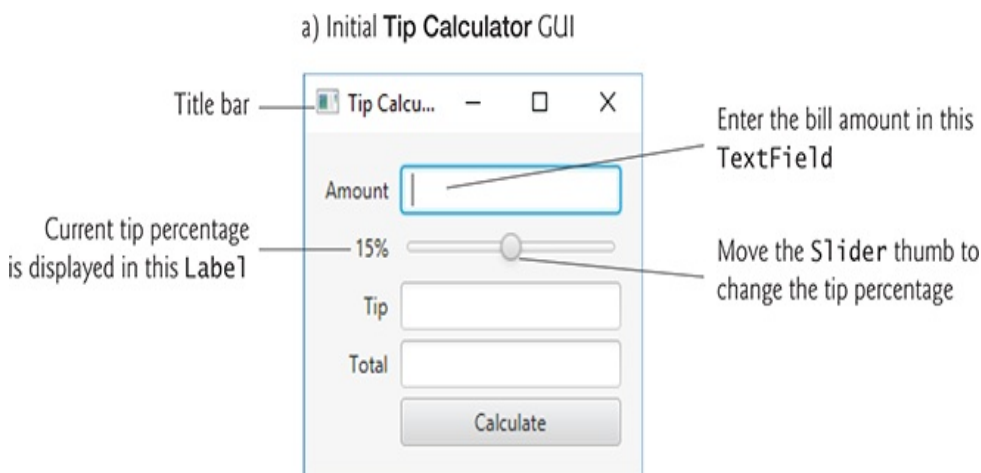 a) Initial Tip Calculator GUI
Title bar
Tip Calcu...
Enter the bill amount in this
TextField
Amount
Current tip percentage
is displayed in this Label
15%
Move the Slider thumb to
change the tip percentage
Tip
Total
Calculate